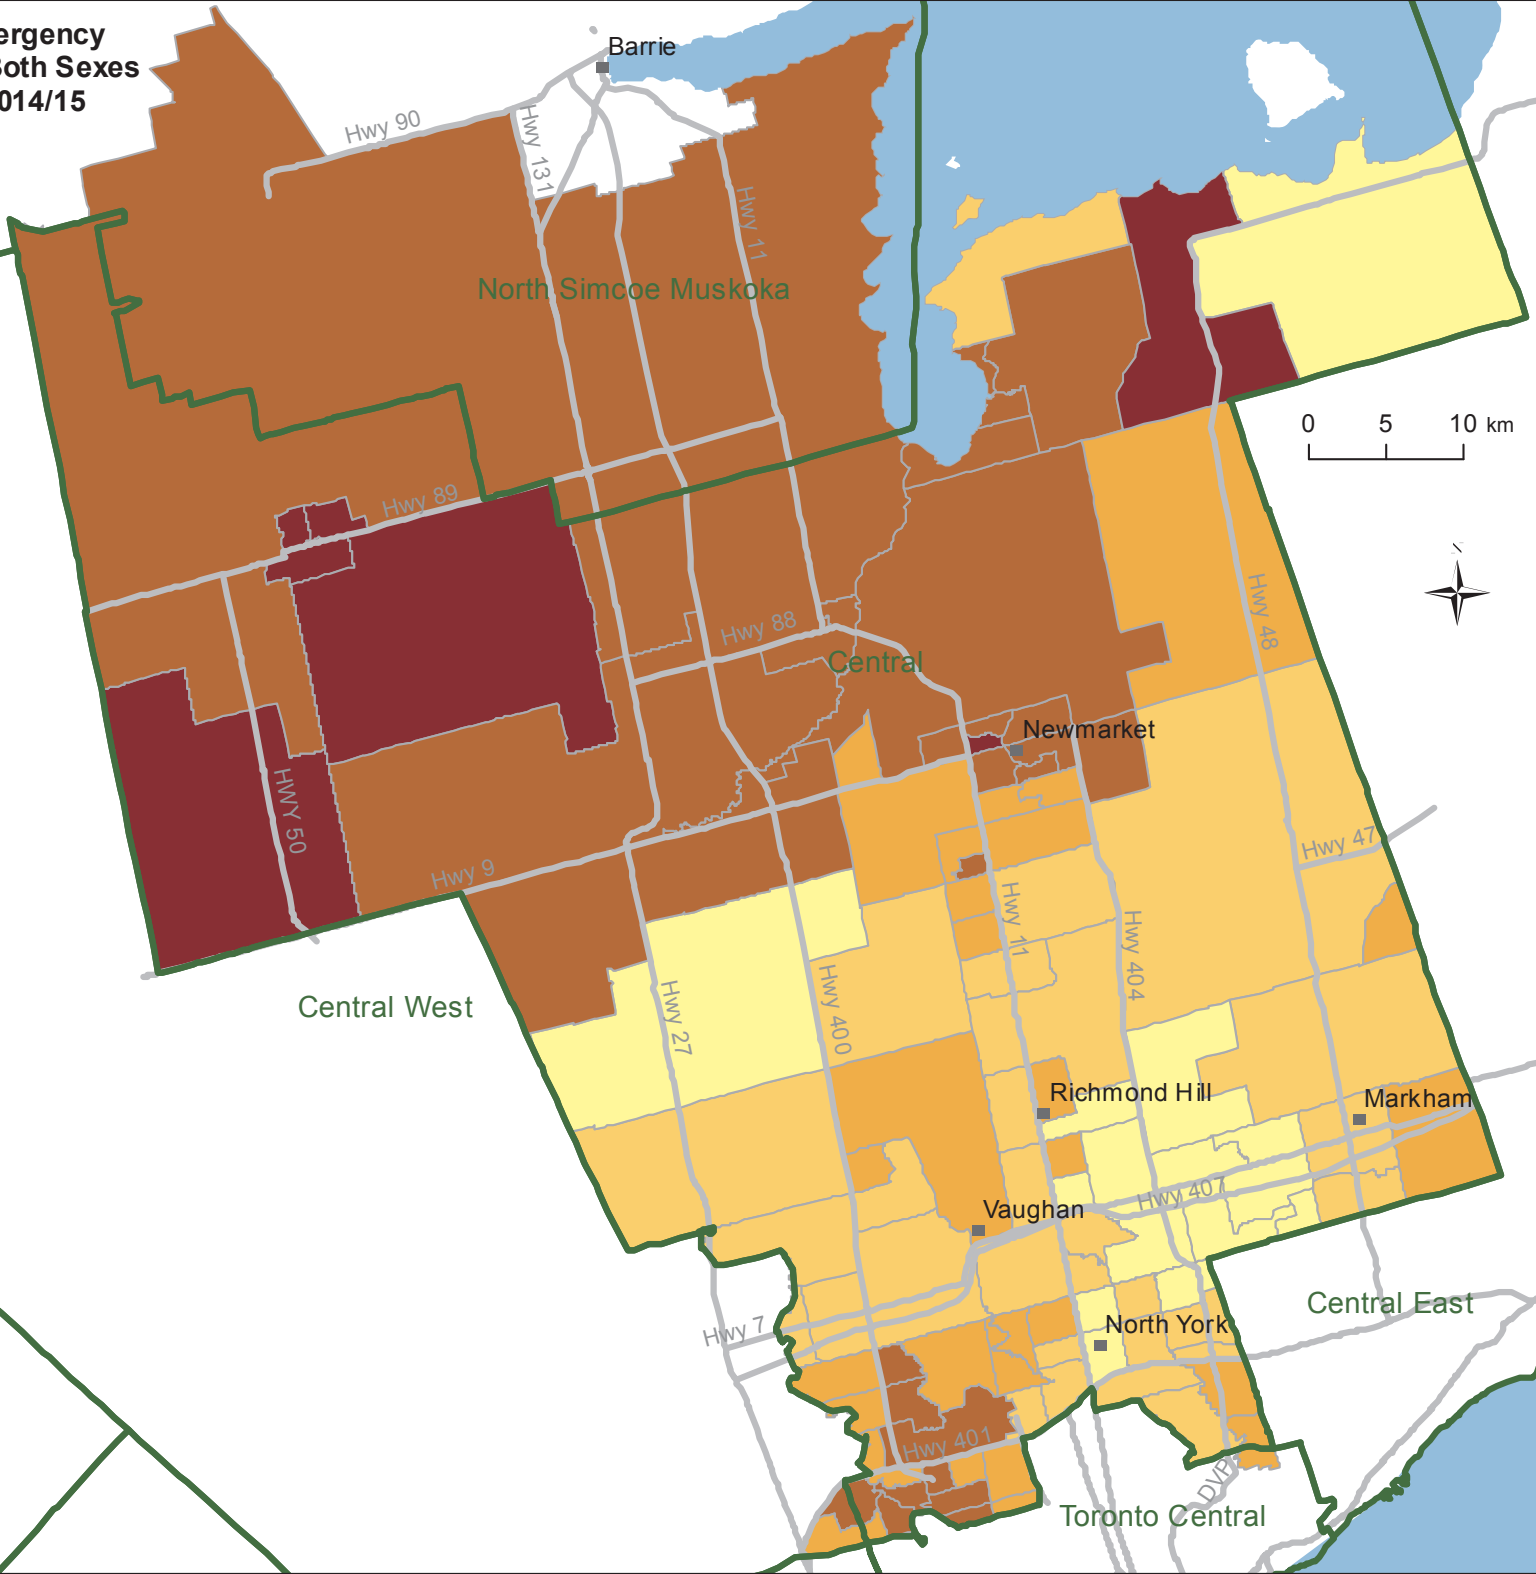 ergency
Both Sexes
014/15
Barrie
Hwy 90
Hwy 131
Hwy 11
North Simcoe Muskoka
0 5 10 km
Hwy 89
N
Hwy 48
Hwy 88
Central
Newmarket
HWY 50
Hwy 9
Hwy 47
Hwy 11
Hwy 404
Central West
Hwy 27
Hwy 400
Richmond Hill
Markham
Hwy 407
Vaughan
Central East
Hwy 7
North York
Hwy 401
DVP
Toronto Central